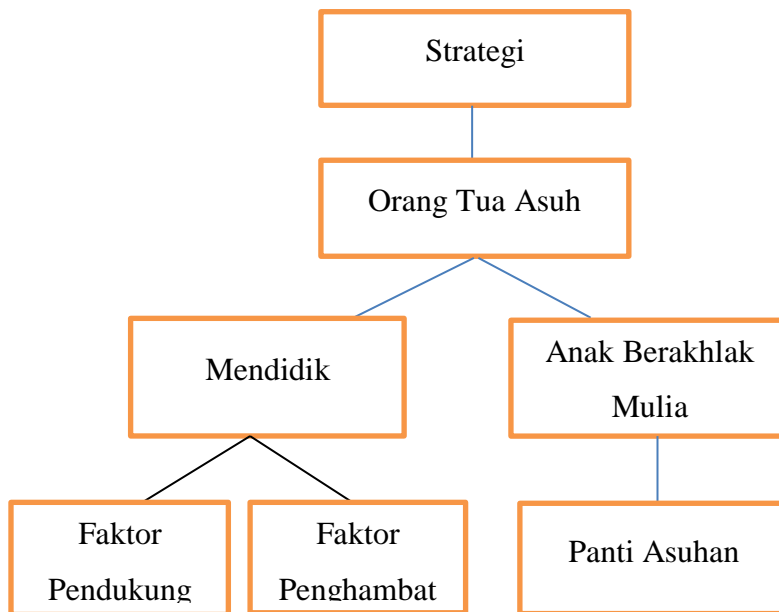 Strategi
Orang Tua Asuh
Mendidik
Anak Berakhlak
Mulia
Faktor
Pendukung
Faktor
Penghambat
Panti Asuhan